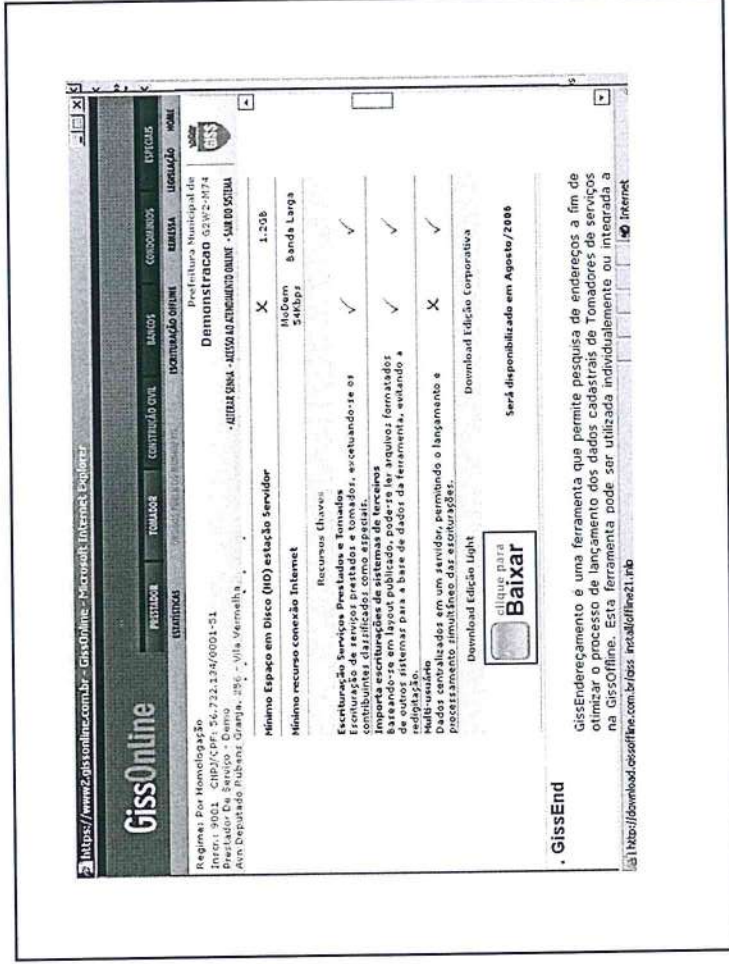 https://www2.gissonline.com.br - GissOnline - Microsoft Internet Explorer
GissOnline
PRESTADOR TOMADOR CONSTRUÇÃO CIVIL BANCOS CONDOMINIOS ESPECIAIS
ESTATÍSTICAS ESCRITURAÇÃO OFFLINE REMESSA LEGISLAÇÃO HOME
Regime: Por Homologação
Inscr.: 9001 CNPJ/CPF: 56.732.134/0001-51
Prestador De Serviço - Demo
Avn Deputado Rubens Granja, 256 - Vila Vermelha
Prefeitura Municipal de
Demonstracao G2W2-M74
GISS
- ALTERAR SENHA - ACESSO AO ATENDIMENTO ONLINE - SAIR DO SISTEMA
Mínimo Espaço em Disco (HD) estação Servidor X 1.2GB
Mínimo recurso conexão Internet MoDem 54Kbps Banda Larga
Recursos Chaves
Escrituração Serviços Prestados e Tomados
Escrituração de serviços prestados e tomados, excetuando-se os
contribuintes classificados como especiais.
Importa escriturações de sistemas de terceiros
Baseando-se em layout publicado, pode-se ler arquivos formatados
de outros sistemas para a base de dados da ferramenta, evitando a
redigitação.
Multi-usuário
Dados centralizados em um servidor, permitindo o lançamento e
processamento simultâneo das escriturações.
Download Edição Light Download Edição Corporativa
clique para
Baixar
Será disponibilizado em Agosto/2006
. GissEnd
GissEndereçamento é uma ferramenta que permite pesquisa de endereços a fim de
otimizar o processo de lançamento dos dados cadastrais de Tomadores de serviços
na GissOffline. Esta ferramenta pode ser utilizada individualmente ou integrada a
http://download.gissoffline.com.br/giss_install/offline21.inb Internet